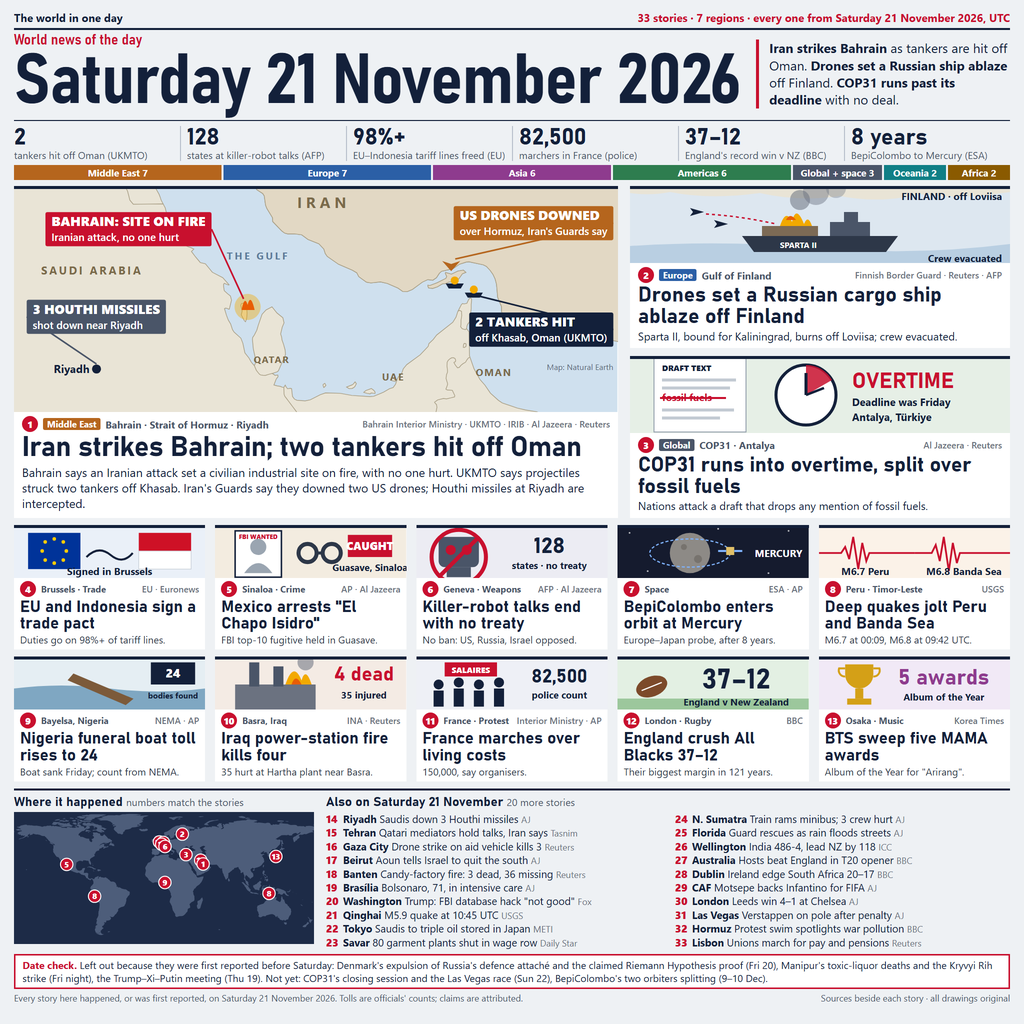 The world in one day
33 stories · 7 regions · every one from Saturday 21 November 2026, UTC
World news of the day
Saturday 21 November 2026
Iran strikes Bahrain as tankers are hit off
Oman. Drones set a Russian ship ablaze
off Finland. COP31 runs past its
deadline with no deal.
2
tankers hit off Oman (UKMTO)
128
states at killer-robot talks (AFP)
98%+
EU–Indonesia tariff lines freed (EU)
82,500
marchers in France (police)
37–12
England's record win v NZ (BBC)
8 years
BepiColombo to Mercury (ESA)
Middle East 7
Europe 7
Asia 6
Americas 6
Global + space 3
Oceania 2
Africa 2
IRAN
BAHRAIN: SITE ON FIRE
Iranian attack, no one hurt
US DRONES DOWNED
over Hormuz, Iran's Guards say
THE GULF
SAUDI ARABIA
3 HOUTHI MISSILES
shot down near Riyadh
2 TANKERS HIT
off Khasab, Oman (UKMTO)
Riyadh
QATAR
UAE
OMAN
Map: Natural Earth
1 Middle East Bahrain · Strait of Hormuz · Riyadh
Bahrain Interior Ministry · UKMTO · IRIB · Al Jazeera · Reuters
Iran strikes Bahrain; two tankers hit off Oman
Bahrain says an Iranian attack set a civilian industrial site on fire, with no one hurt. UKMTO says projectiles
struck two tankers off Khasab. Iran's Guards say they downed two US drones; Houthi missiles at Riyadh are
intercepted.
FINLAND · off Loviisa
SPARTA II
Crew evacuated
2 Europe Gulf of Finland
Finnish Border Guard · Reuters · AFP
Drones set a Russian cargo ship
ablaze off Finland
Sparta II, bound for Kaliningrad, burns off Loviisa; crew evacuated.
DRAFT TEXT
fossil fuels
OVERTIME
Deadline was Friday
Antalya, Türkiye
3 Global COP31 · Antalya
Al Jazeera · Reuters
COP31 runs into overtime, split over
fossil fuels
Nations attack a draft that drops any mention of fossil fuels.
Signed in Brussels
4 Brussels · Trade
EU · Euronews
EU and Indonesia sign a
trade pact
Duties go on 98%+ of tariff lines.
FBI WANTED
CAUGHT
Guasave, Sinaloa
5 Sinaloa · Crime
AP · Al Jazeera
Mexico arrests "El
Chapo Isidro"
FBI top-10 fugitive held in Guasave.
128
states · no treaty
6 Geneva · Weapons
AFP · Al Jazeera
Killer-robot talks end
with no treaty
No ban: US, Russia, Israel opposed.
MERCURY
7 Space
ESA · AP
BepiColombo enters
orbit at Mercury
Europe–Japan probe, after 8 years.
M6.7 Peru
M6.8 Banda Sea
8 Peru · Timor-Leste
USGS
Deep quakes jolt Peru
and Banda Sea
M6.7 at 00:09, M6.8 at 09:42 UTC.
24
bodies found
9 Bayelsa, Nigeria
NEMA · AP
Nigeria funeral boat toll
rises to 24
Boat sank Friday; count from NEMA.
4 dead
35 injured
10 Basra, Iraq
INA · Reuters
Iraq power-station fire
kills four
35 hurt at Hartha plant near Basra.
SALAIRES
82,500
police count
11 France · Protest
Interior Ministry · AP
France marches over
living costs
150,000, say organisers.
37–12
England v New Zealand
12 London · Rugby
BBC
England crush All
Blacks 37–12
Their biggest margin in 121 years.
5 awards
Album of the Year
13 Osaka · Music
Korea Times
BTS sweep five MAMA
awards
Album of the Year for "Arirang".
Where it happened numbers match the stories
2
6
3
1
13
5
9
8
8
Also on Saturday 21 November 20 more stories
14 Riyadh Saudis down 3 Houthi missiles AJ
15 Tehran Qatari mediators hold talks, Iran says Tasnim
16 Gaza City Drone strike on aid vehicle kills 3 Reuters
17 Beirut Aoun tells Israel to quit the south AJ
18 Banten Candy-factory fire: 3 dead, 36 missing Reuters
19 Brasília Bolsonaro, 71, in intensive care AJ
20 Washington Trump: FBI database hack "not good" Fox
21 Qinghai M5.9 quake at 10:45 UTC USGS
22 Tokyo Saudis to triple oil stored in Japan METI
23 Savar 80 garment plants shut in wage row Daily Star
24 N. Sumatra Train rams minibus; 3 crew hurt AJ
25 Florida Guard rescues as rain floods streets AJ
26 Wellington India 486-4, lead NZ by 118 ICC
27 Australia Hosts beat England in T20 opener BBC
28 Dublin Ireland edge South Africa 20–17 BBC
29 CAF Motsepe backs Infantino for FIFA AJ
30 London Leeds win 4–1 at Chelsea AJ
31 Las Vegas Verstappen on pole after penalty AJ
32 Hormuz Protest swim spotlights war pollution BBC
33 Lisbon Unions march for pay and pensions Reuters
Date check. Left out because they were first reported before Saturday: Denmark's expulsion of Russia's defence attaché and the claimed Riemann Hypothesis proof (Fri 20), Manipur's toxic-liquor deaths and the Kryvyi Rih
strike (Fri night), the Trump–Xi–Putin meeting (Thu 19). Not yet: COP31's closing session and the Las Vegas race (Sun 22), BepiColombo's two orbiters splitting (9–10 Dec).
Every story here happened, or was first reported, on Saturday 21 November 2026. Tolls are officials' counts; claims are attributed.
Sources beside each story · all drawings original